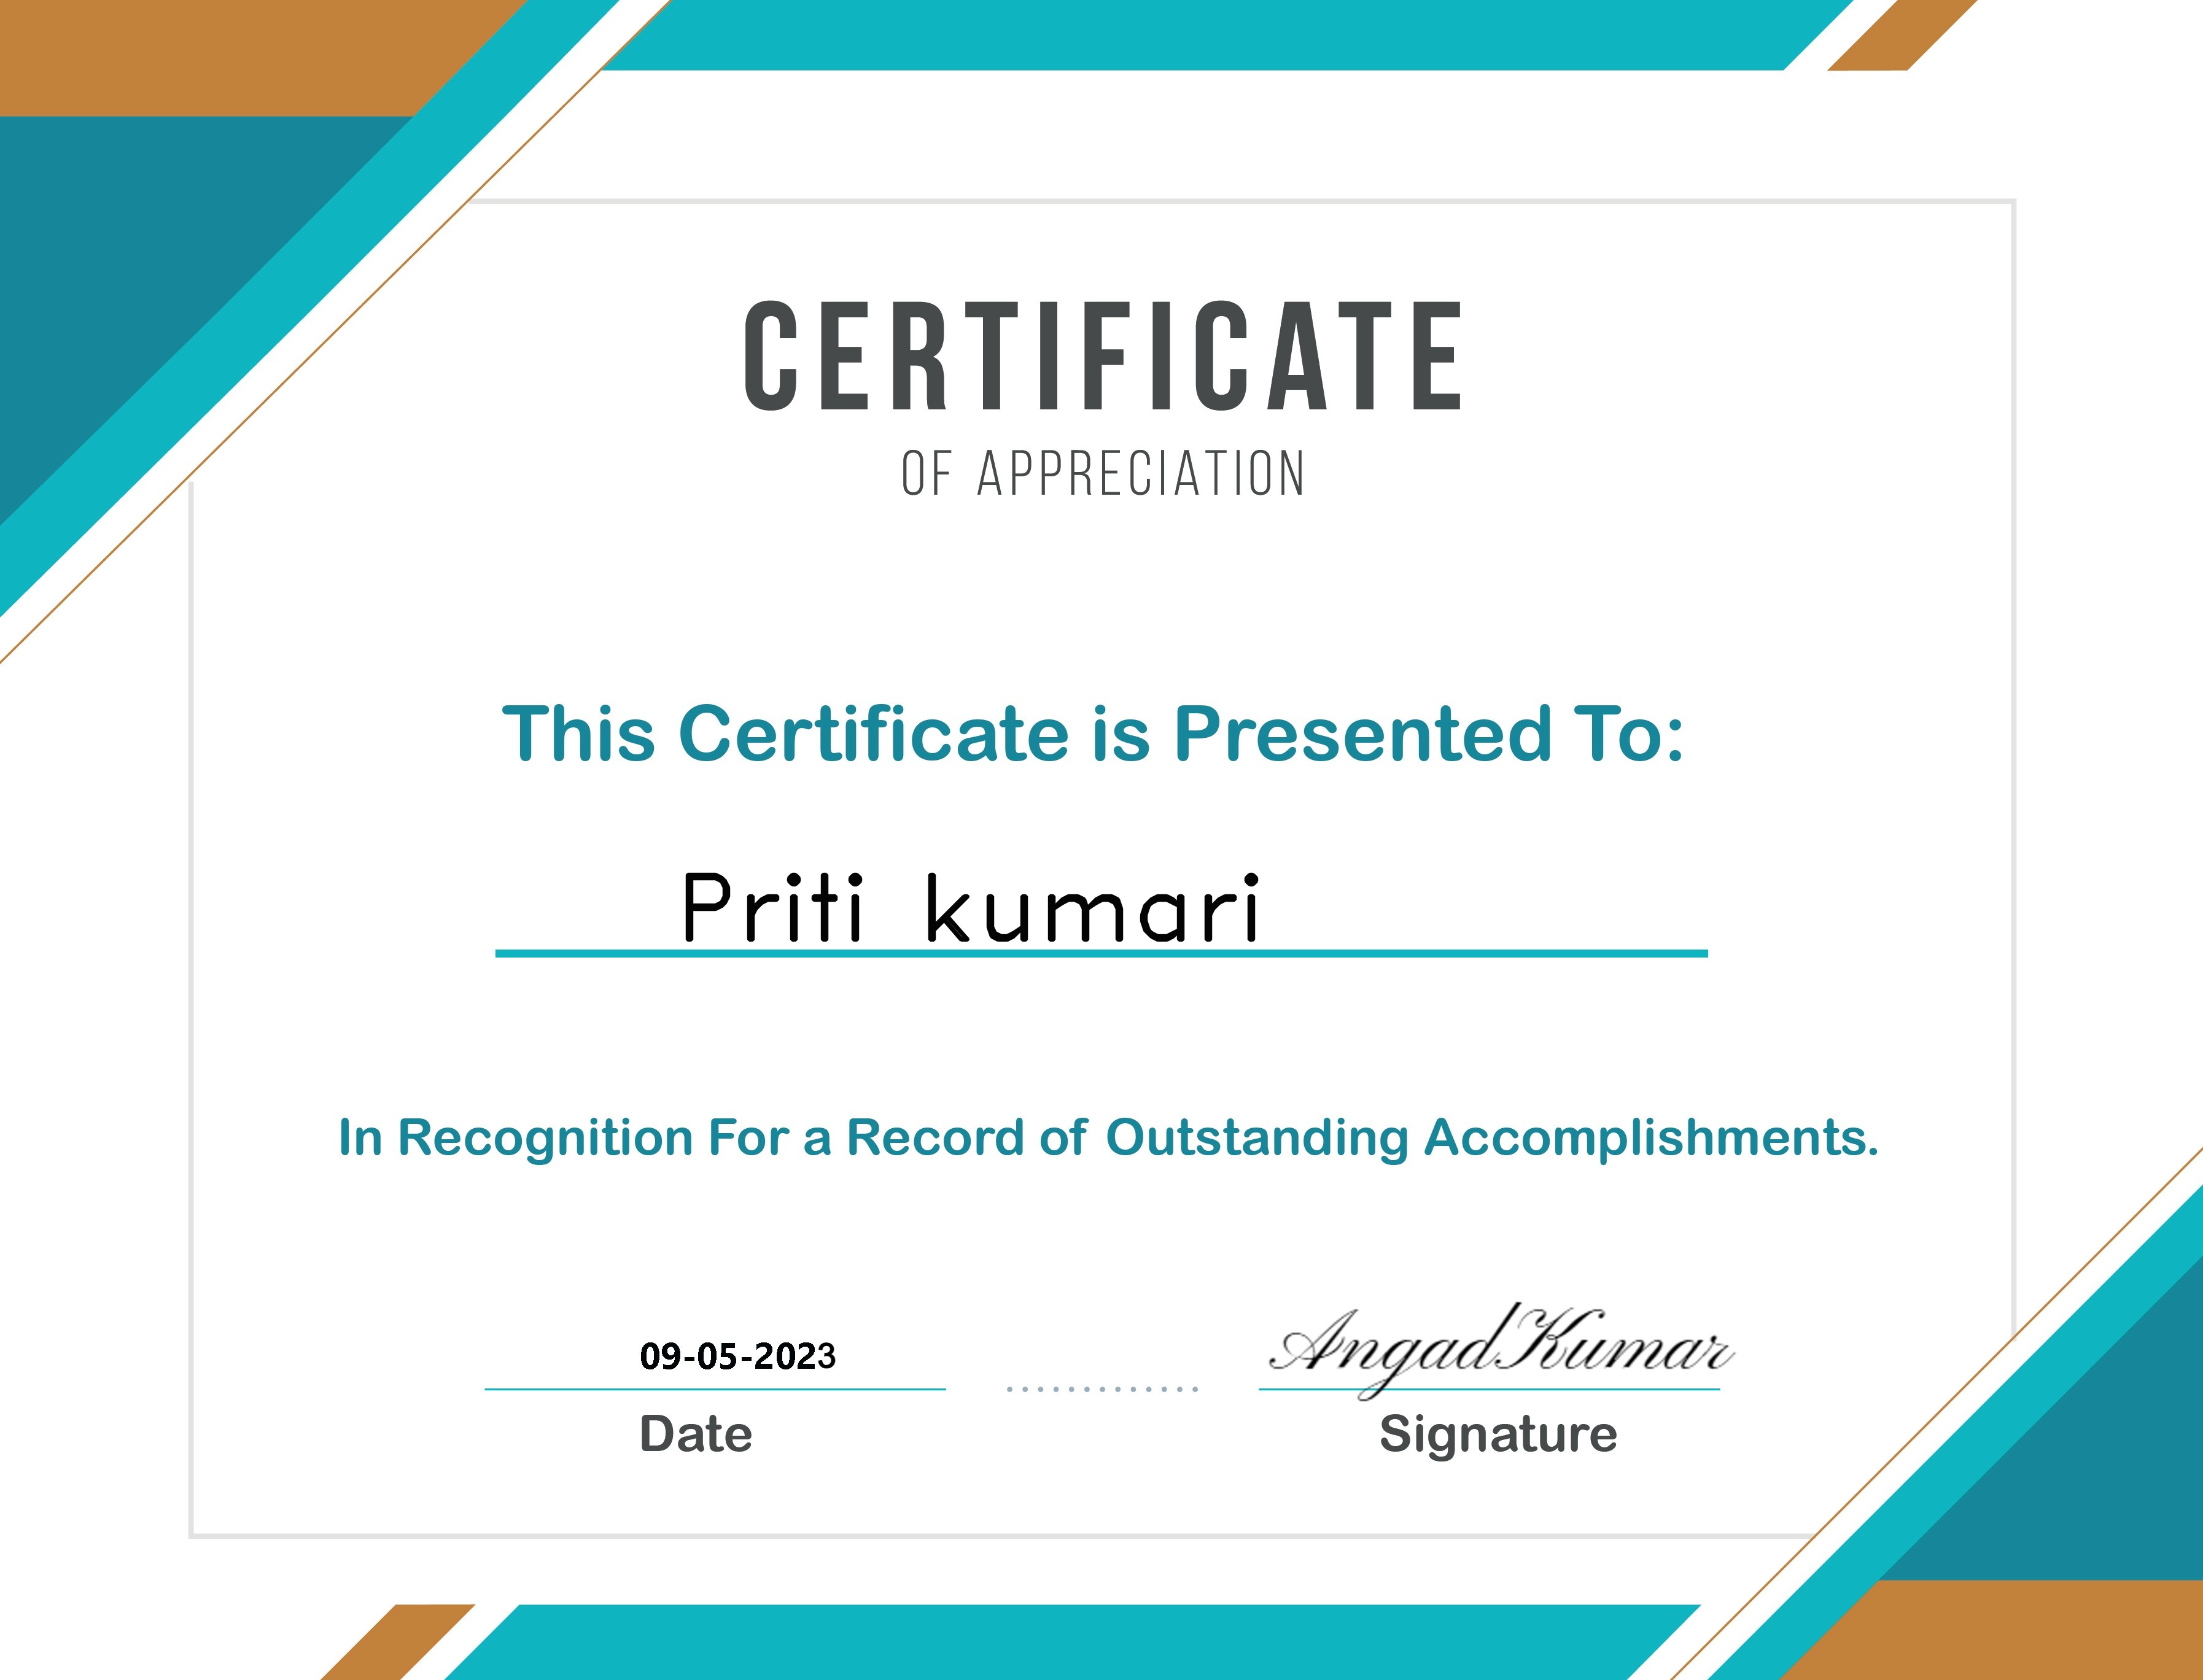 CERTIFICATE
OF APPRECIATION
This Certificate is Presented To:
Priti kumari
In Recognition For a Record of Outstanding Accomplishments.
09-05-2023
Angad Kumar
Date
Signature